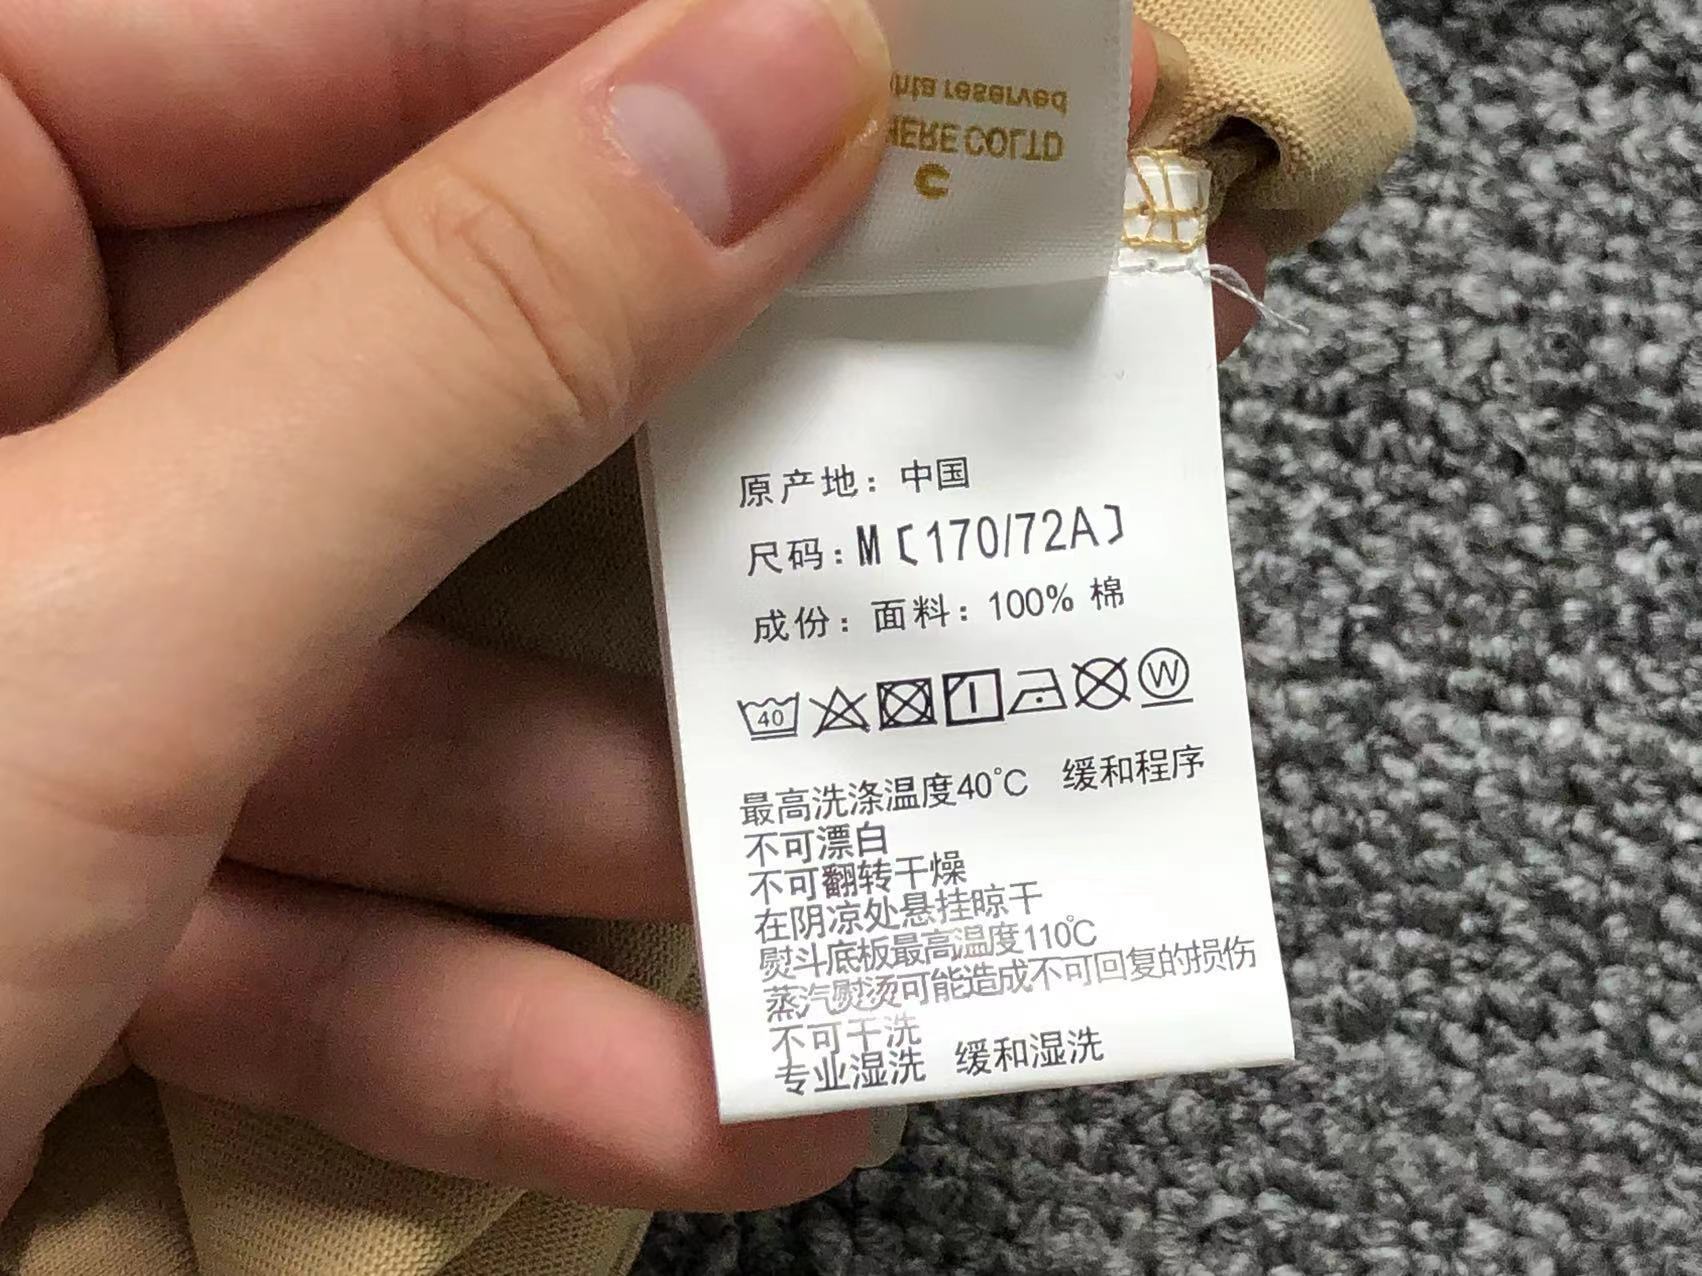 reserved
HERE COLTD
C
原产地：中国
尺码：M〔170/72A〕
成份：面料：100% 棉
40 W
最高洗涤温度40℃ 缓和程序
不可漂白
不可翻转干燥
在阴凉处悬挂晾干
熨斗底板最高温度110℃
蒸汽熨烫可能造成不可回复的损伤
不可干洗
专业湿洗 缓和湿洗